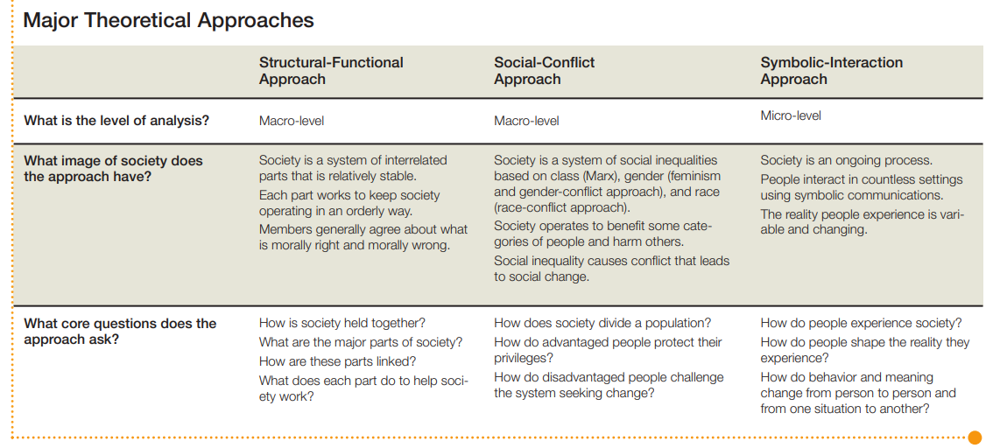 Major Theoretical Approaches
Structural-Functional
Approach
Social-Conflict
Approach
Symbolic-Interaction
Approach
What is the level of analysis?
Macro-level
Macro-level
Micro-level
What image of society does
the approach have?
Society is a system of interrelated
parts that is relatively stable.
Each part works to keep society
operating in an orderly way.
Members generally agree about what
is morally right and morally wrong.
Society is a system of social inequalities
based on class (Marx), gender (feminism
and gender-conflict approach), and race
(race-conflict approach).
Society operates to benefit some cate-
gories of people and harm others.
Social inequality causes conflict that leads
to social change.
Society is an ongoing process.
People interact in countless settings
using symbolic communications.
The reality people experience is vari-
able and changing.
What core questions does the
approach ask?
How is society held together?
What are the major parts of society?
How are these parts linked?
What does each part do to help soci-
ety work?
How does society divide a population?
How do advantaged people protect their
privileges?
How do disadvantaged people challenge
the system seeking change?
How do people experience society?
How do people shape the reality they
experience?
How do behavior and meaning
change from person to person and
from one situation to another?